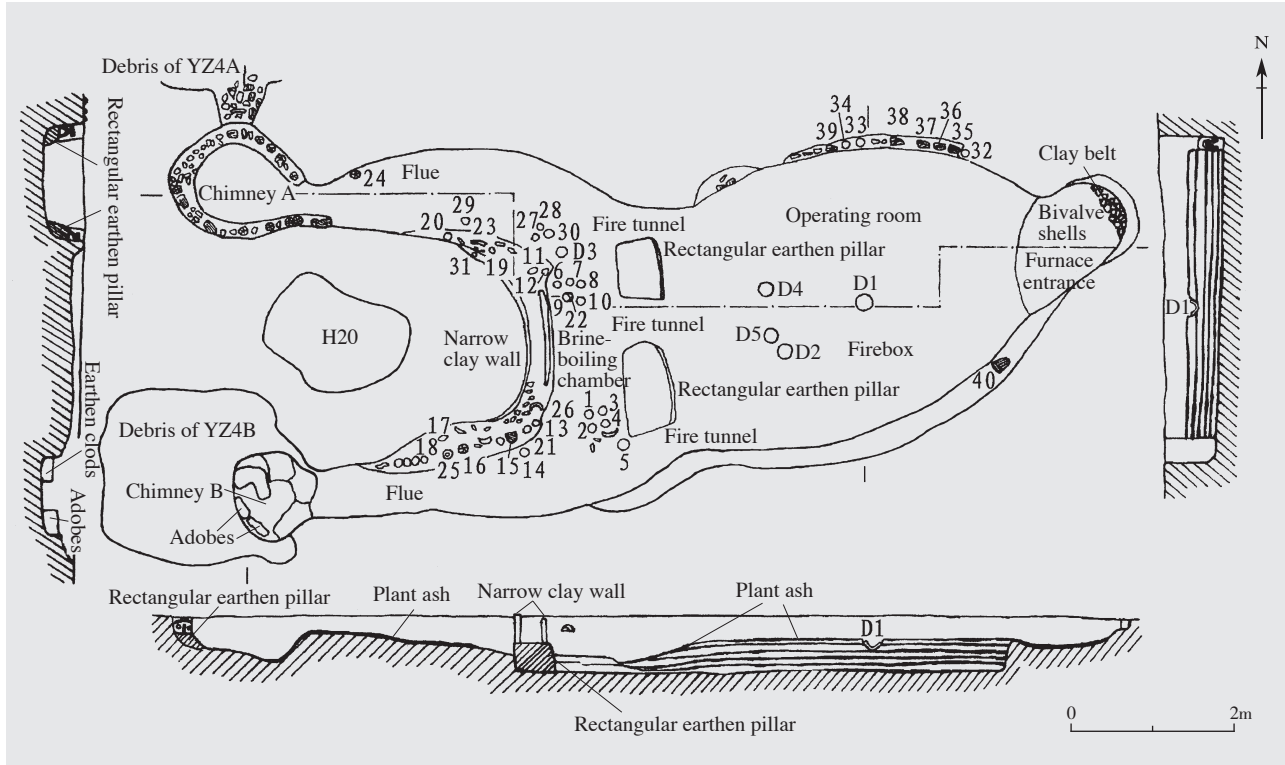 N
Debris of YZ4A
Rectangular earthen pillar
Chimney A
24
Flue
34
33
39
38
36
37
35
32
Clay belt
Bivalve
shells
Furnace
entrance
Operating room
Fire tunnel
Rectangular earthen pillar
20
29
23
31
19
27
28
30
D3
11
12
6
7
8
9
10
22
D4
D1
D1
Fire tunnel
H20
Narrow
clay wall
Brine-
boiling
chamber
D5
D2
Firebox
Rectangular earthen pillar
40
Earthen clods
Debris of YZ4B
17
18
25
16
15
14
21
13
26
1
3
4
2
5
Fire tunnel
Chimney B
Adobes
Adobes
Flue
Rectangular earthen pillar
Plant ash
Narrow clay wall
Plant ash
D1
Rectangular earthen pillar
0
2m